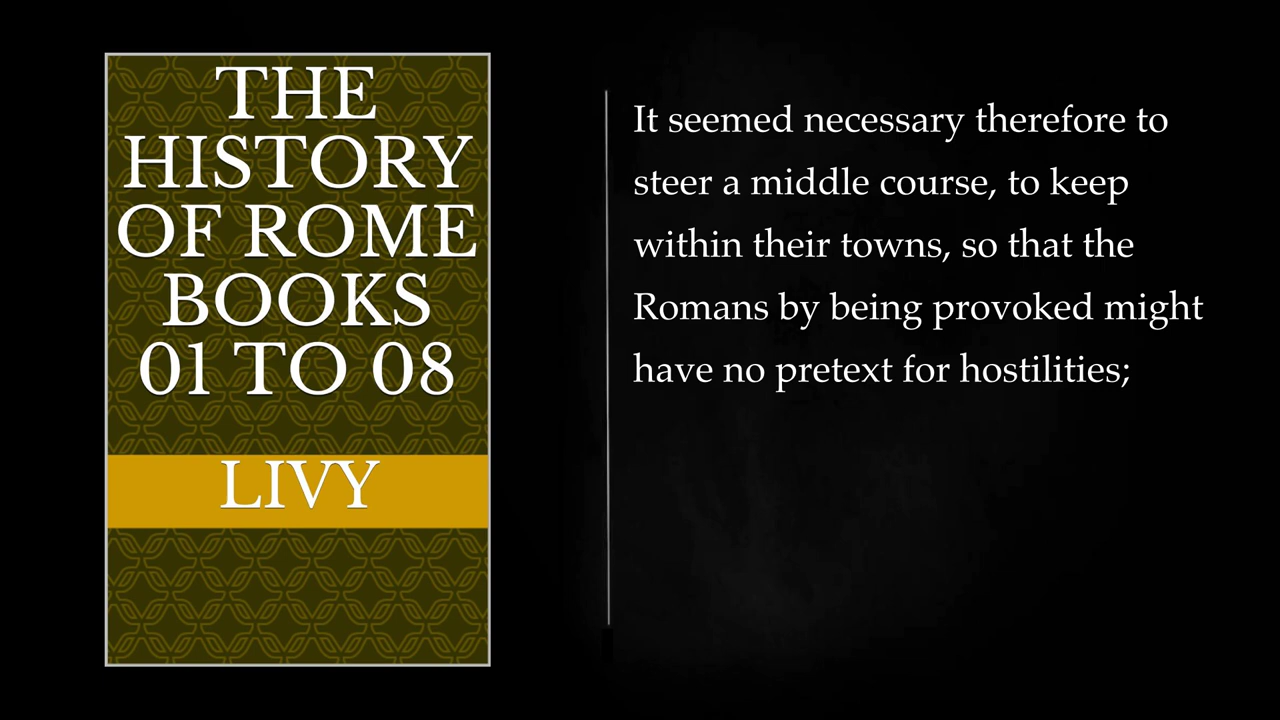 THE
HISTORY
OF ROME
BOOKS
01 TO 08
LIVY
It seemed necessary therefore to
steer a middle course, to keep
within their towns, so that the
Romans by being provoked might
have no pretext for hostilities;